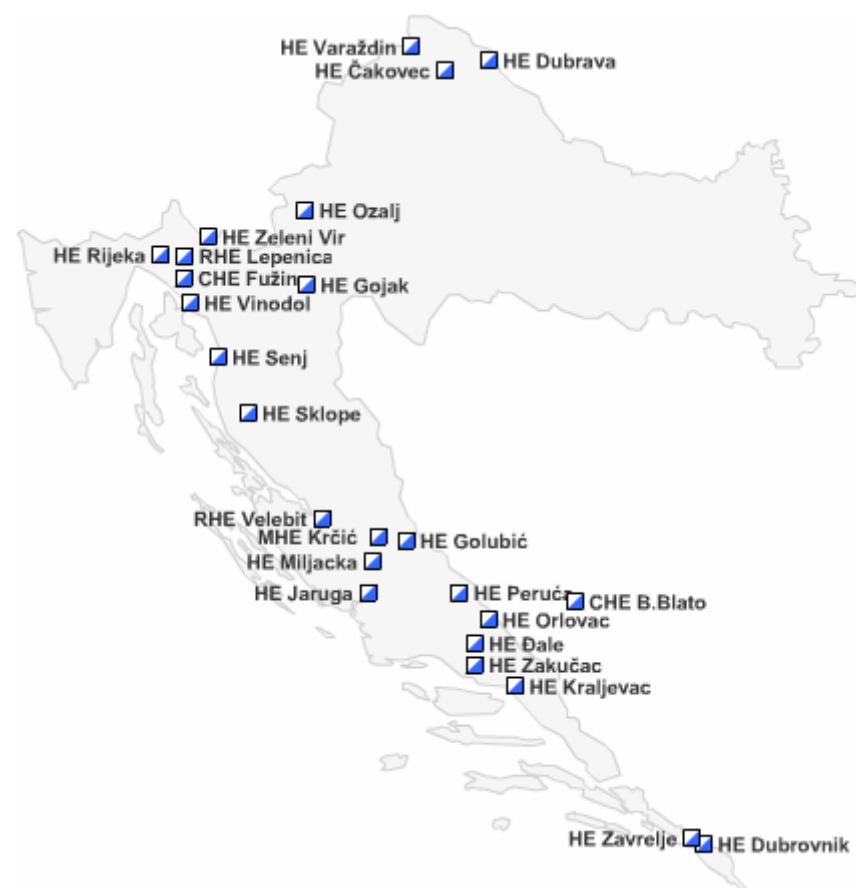 HE Varaždin
HE Dubrava
HE Čakovec
HE Ozalj
HE Zeleni Vir
HE Rijeka
RHE Lepenica
CHE Fužin
HE Gojak
HE Vinodol
HE Senj
HE Sklope
RHE Velebit
MHE Krčić
HE Golubić
HE Miljacka
HE Jaruga
HE Peruća
CHE B.Blato
HE Orlovac
HE Đale
HE Zakučac
HE Kraljevac
HE Zavrelje
HE Dubrovnik